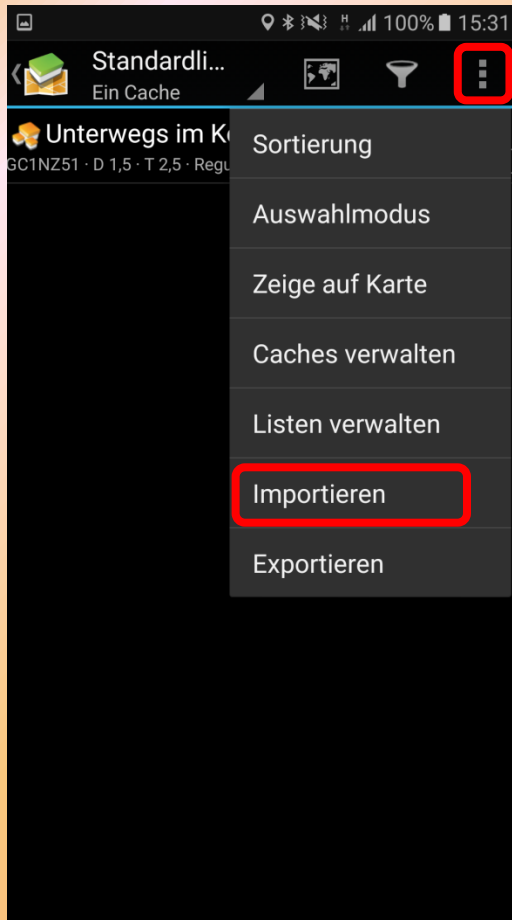 100% 15:31
Standardli...
Ein Cache
Unterwegs im K
GC1NZ51 · D 1,5 · T 2,5 · Regu
Sortierung
Auswahlmodus
Zeige auf Karte
Caches verwalten
Listen verwalten
Importieren
Exportieren